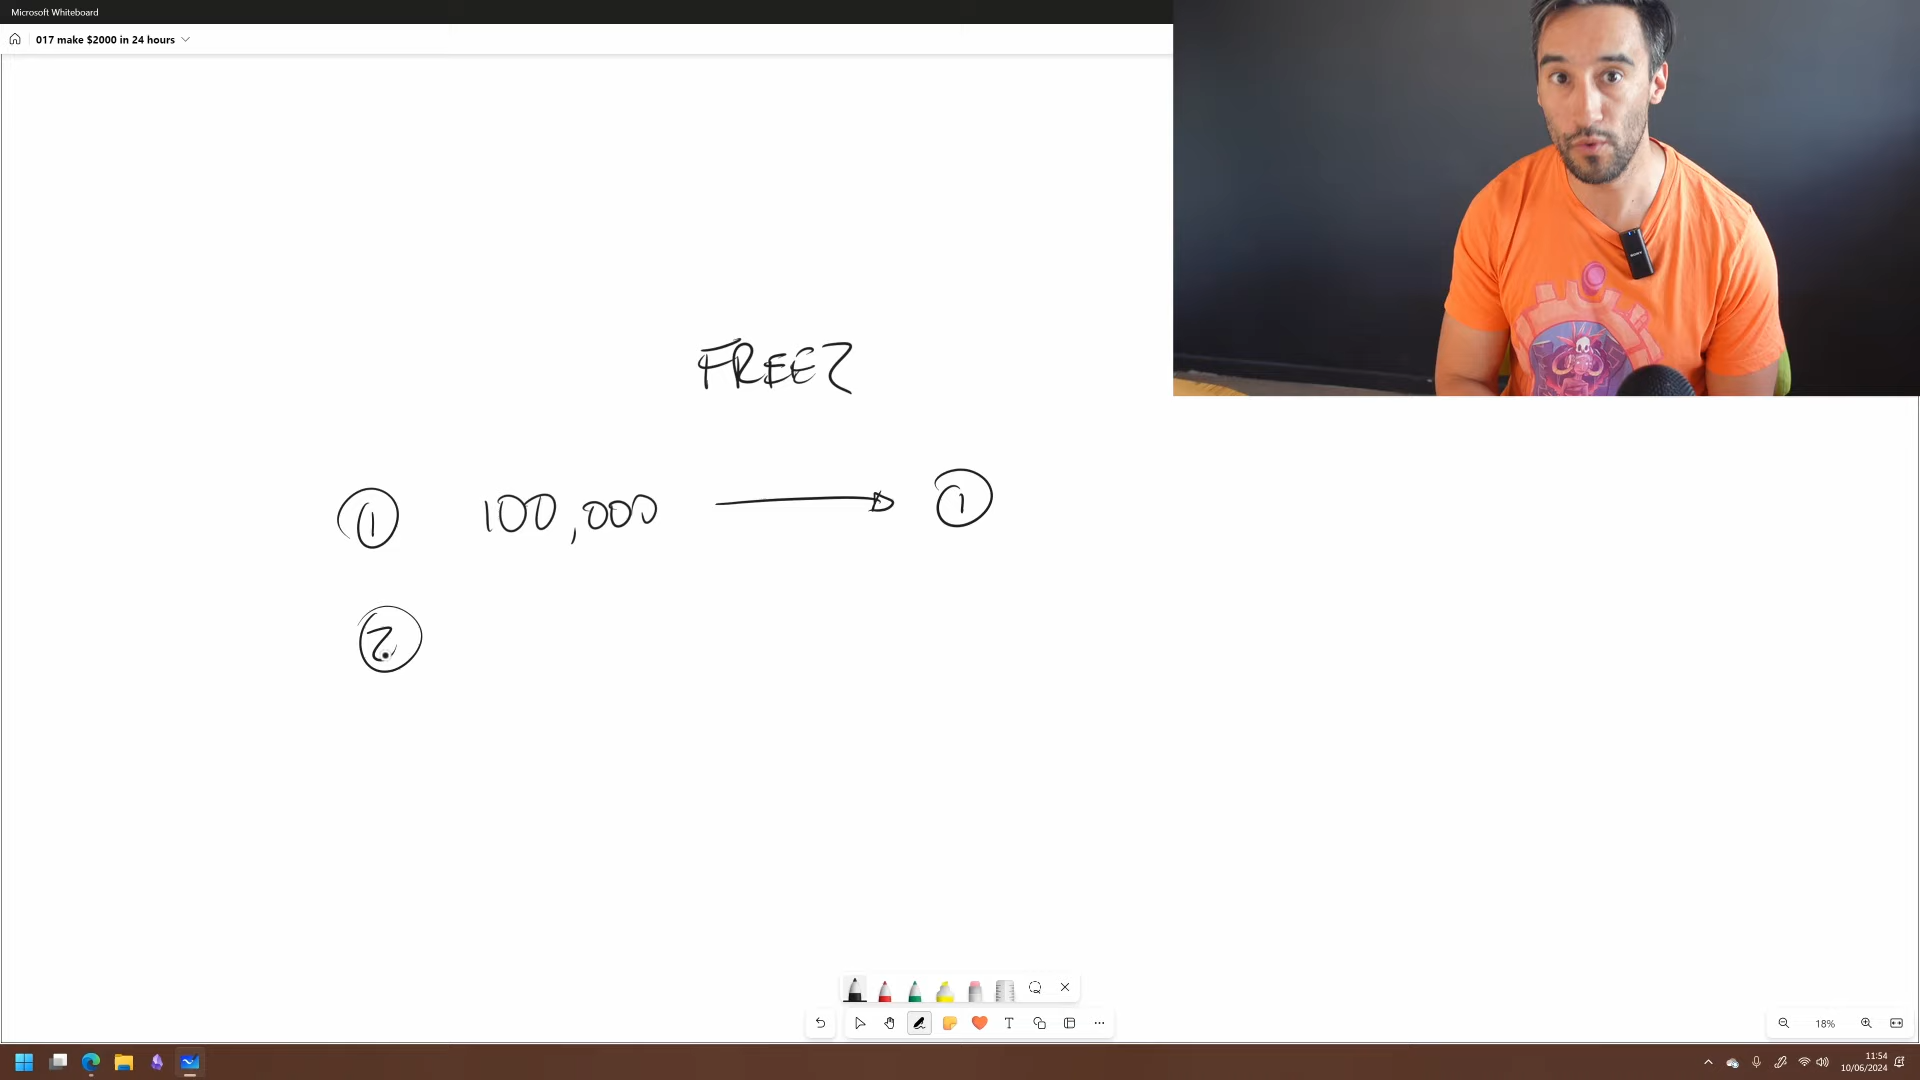 Microsoft Whiteboard
017 make $2000 in 24 hours
FREE?
1 100,000 → 1
2
18%
11:54
10/06/2024